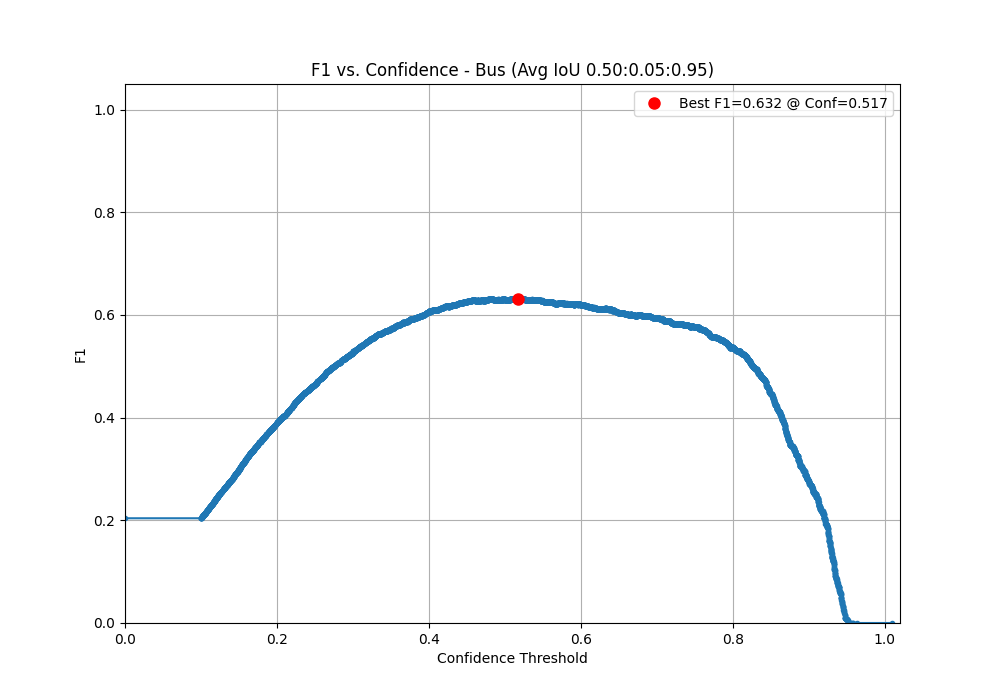 F1 vs. Confidence - Bus (Avg IoU 0.50:0.05:0.95)
Best F1=0.632 @ Conf=0.517
1.0
0.8
0.6
0.4
0.2
0.0
F1
0.0 0.2 0.4 0.6 0.8 1.0
Confidence Threshold